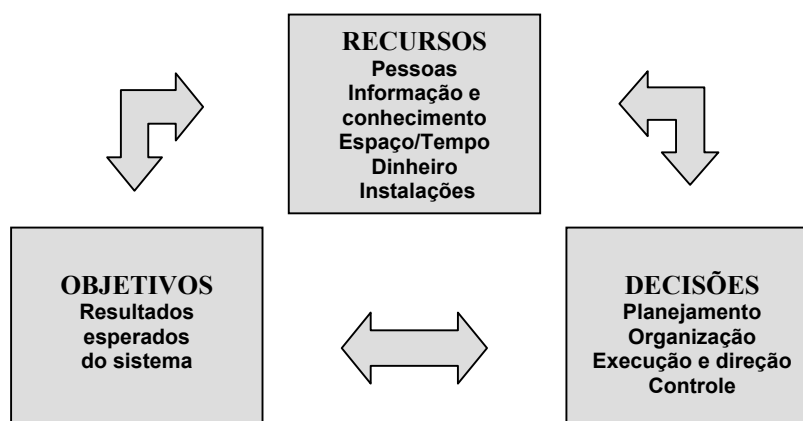 RECURSOS
Pessoas
Informação e
conhecimento
Espaço/Tempo
Dinheiro
Instalações
OBJETIVOS
Resultados
esperados
do sistema
DECISÕES
Planejamento
Organização
Execução e direção
Controle